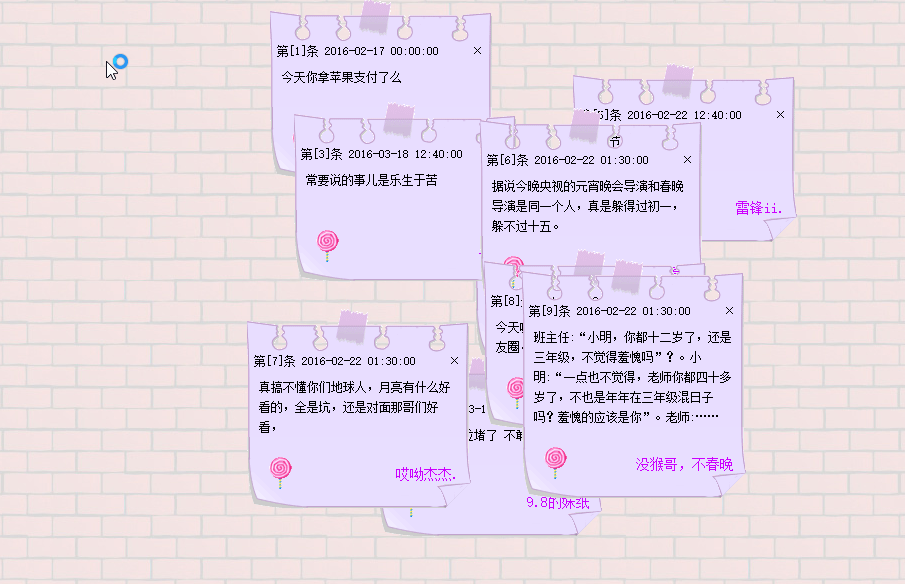 第[1]条 2016-02-17 00:00:00 ×
今天你拿苹果支付了么
第[5]条 2016-02-22 12:40:00 ×
节
雷锋ii.
第[3]条 2016-03-18 12:40:00
常要说的事儿是乐生于苦
第[6]条 2016-02-22 01:30:00 ×
据说今晚央视的元宵晚会导演和春晚
导演是同一个人，真是躲得过初一，
躲不过十五。
第[8]
今天
友圈
第[9]条 2016-02-22 01:30:00 ×
班主任:“小明，你都十二岁了，还是
三年级，不觉得羞愧吗”？。小
明:“一点也不觉得，老师你都四十多
岁了，不也是年年在三年级混日子
吗？羞愧的应该是你”。老师:……
没猴哥，不春晚
第[7]条 2016-02-22 01:30:00 ×
真搞不懂你们地球人，月亮有什么好
看的，全是坑，还是对面那哥们好
看，
哎呦杰杰.
3-1
堵了 不敢
9.8的妹纸